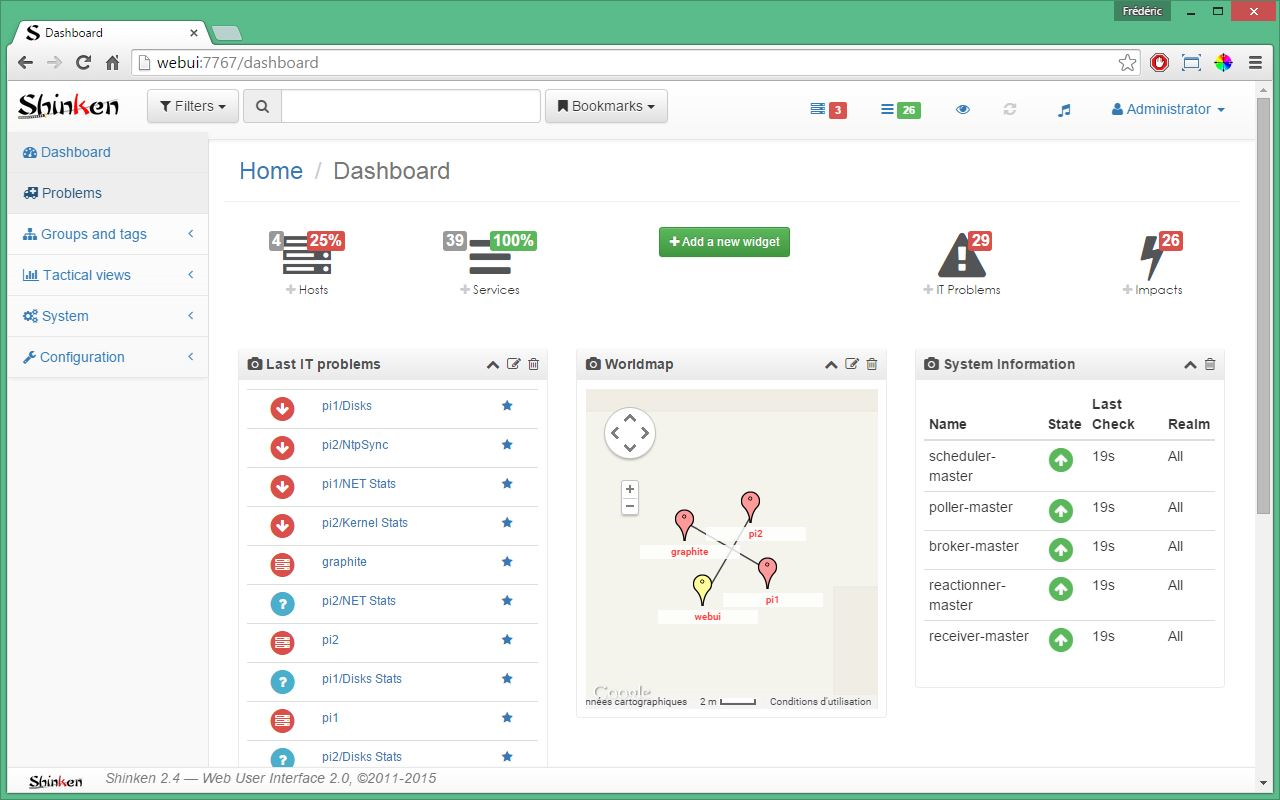 Frédéric
Dashboard
webui:7767/dashboard
Shinken
Filters
Bookmarks
3
26
Administrator
Dashboard
Problems
Groups and tags
Tactical views
System
Configuration
Home / Dashboard
4 25%
Hosts
39 100%
Services
Add a new widget
29
IT Problems
26
Impacts
Last IT problems
pi1/Disks
pi2/NtpSync
pi1/NET Stats
pi2/Kernel Stats
graphite
pi2/NET Stats
pi2
pi1/Disks Stats
pi1
pi2/Disks Stats
Worldmap
pi2
graphite
pi1
webui
Google
nnées cartographiques 2 m Conditions d'utilisation
System Information
Name State Last Check Realm
scheduler-master 19s All
poller-master 19s All
broker-master 19s All
reactionner-master 19s All
receiver-master 19s All
Shinken Shinken 2.4 — Web User Interface 2.0, ©2011-2015